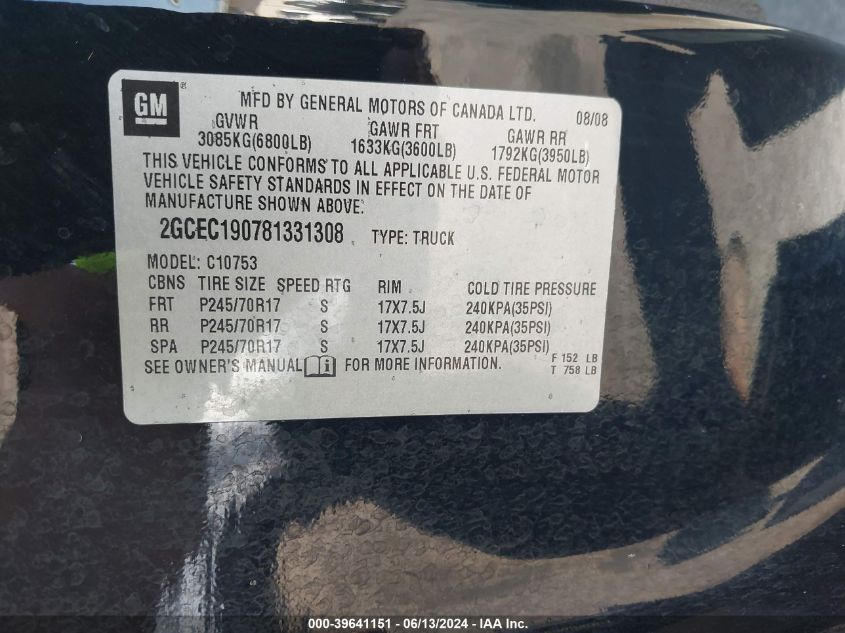 GM ®
MFD BY GENERAL MOTORS OF CANADA LTD. 08/08
GVWR GAWR FRT GAWR RR
3085KG(6800LB) 1633KG(3600LB) 1792KG(3950LB)
THIS VEHICLE CONFORMS TO ALL APPLICABLE U.S. FEDERAL MOTOR
VEHICLE SAFETY STANDARDS IN EFFECT ON THE DATE OF
MANUFACTURE SHOWN ABOVE.
2GCEC190781331308 TYPE: TRUCK
MODEL: C10753
CBNS TIRE SIZE SPEED RTG RIM COLD TIRE PRESSURE
FRT P245/70R17 S 17X7.5J 240KPA(35PSI)
RR P245/70R17 S 17X7.5J 240KPA(35PSI)
SPA P245/70R17 S 17X7.5J 240KPA(35PSI)
SEE OWNER'S MANUAL i FOR MORE INFORMATION. F 152 LB
T 758 LB
000-39641151 - 06/13/2024 - IAA Inc.